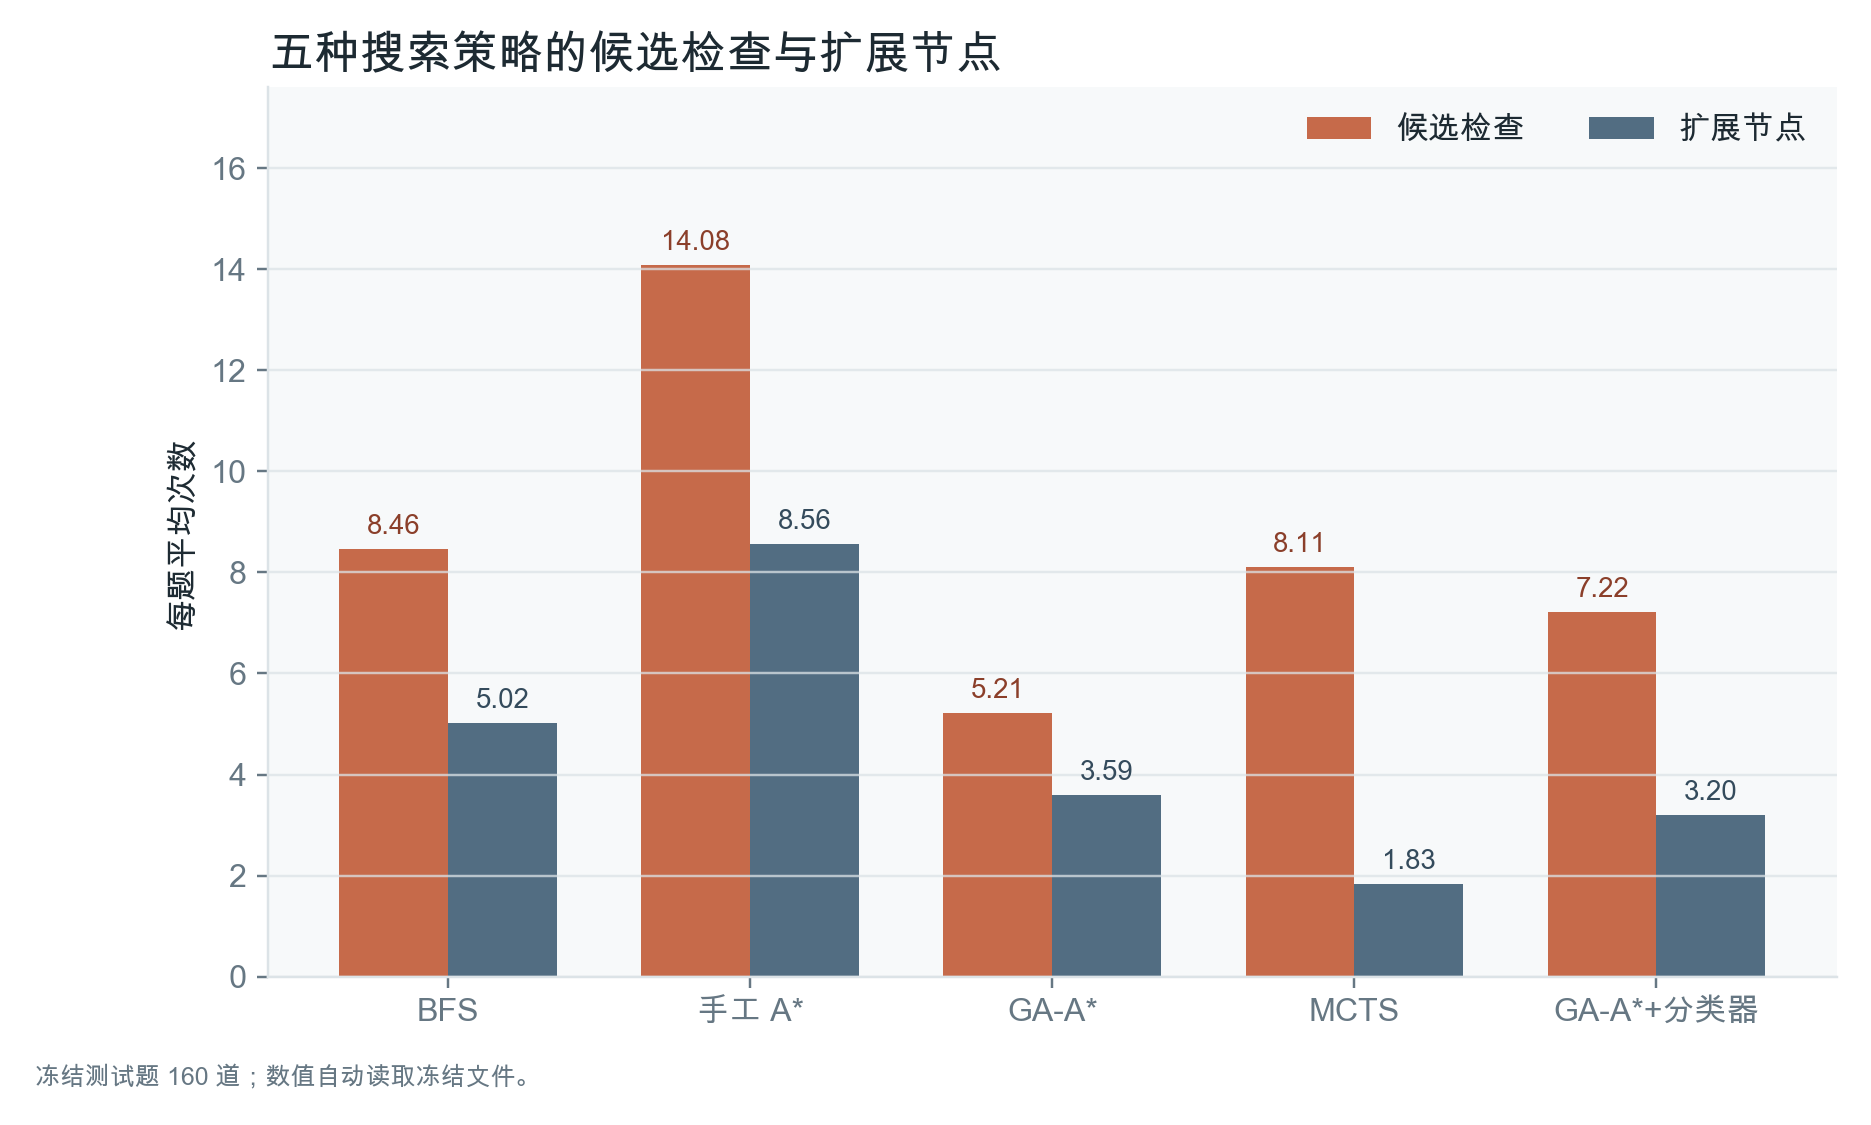 五种搜索策略的候选检查与扩展节点
候选检查 扩展节点
每题平均次数
16
14
12
10
8
6
4
2
0
8.46
5.02
14.08
8.56
5.21
3.59
8.11
1.83
7.22
3.20
BFS
手工 A*
GA-A*
MCTS
GA-A*+分类器
冻结测试题 160 道；数值自动读取冻结文件。